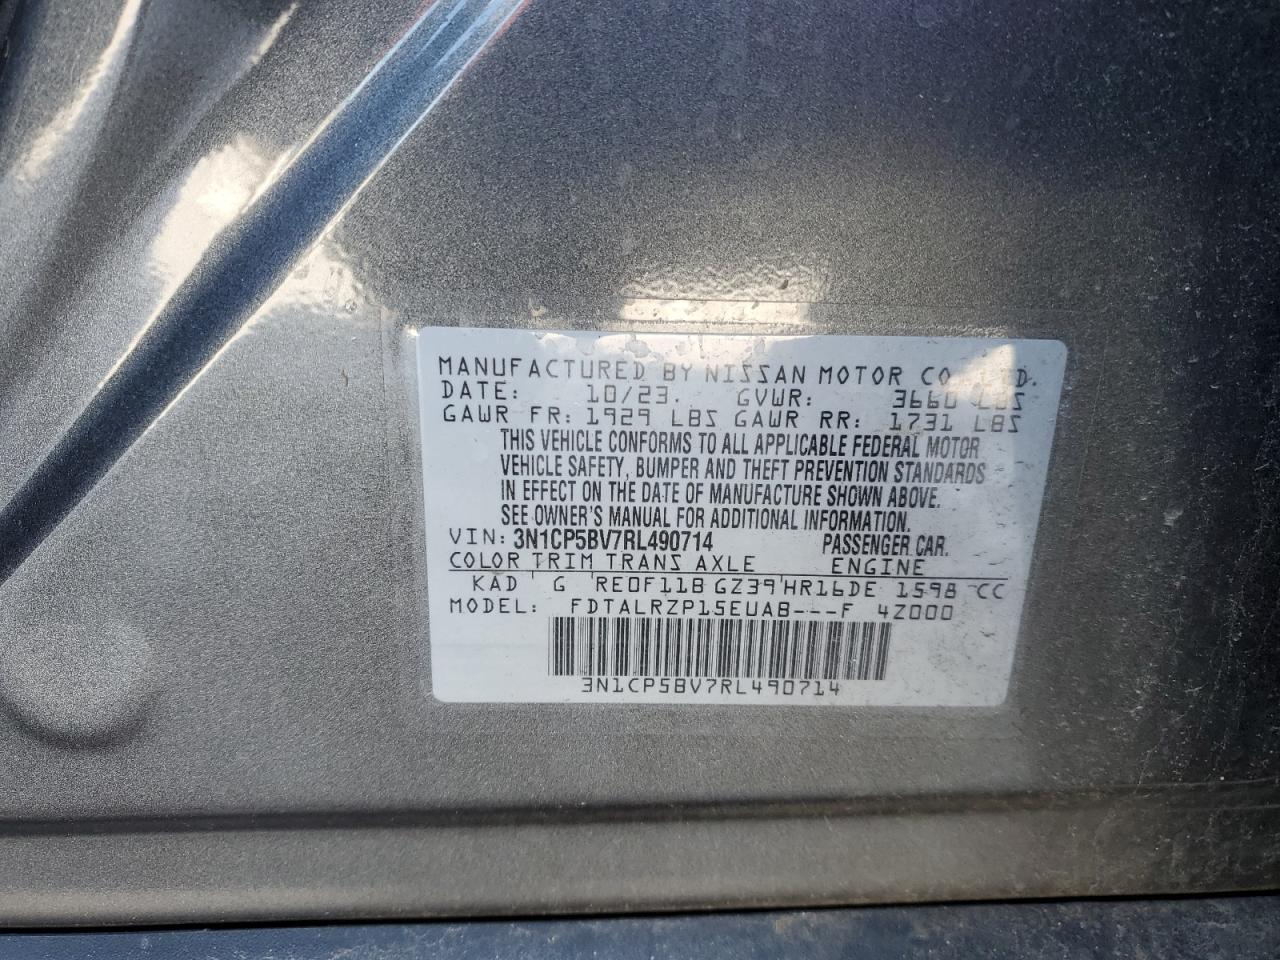 MANUFACTURED BY NISSAN MOTOR CO., LTD.
DATE: 10/23. GVWR: 3660 LBS
GAWR FR: 1929 LBS GAWR RR: 1731 LBS
THIS VEHICLE CONFORMS TO ALL APPLICABLE FEDERAL MOTOR
VEHICLE SAFETY, BUMPER AND THEFT PREVENTION STANDARDS
IN EFFECT ON THE DATE OF MANUFACTURE SHOWN ABOVE.
SEE OWNER'S MANUAL FOR ADDITIONAL INFORMATION.
VIN: 3N1CP5BV7RL490714 PASSENGER CAR.
COLOR TRIM TRANS AXLE ENGINE
KAD G RE0F11B GZ39 HR16DE 1598 CC
MODEL: FDTALRZP15EUAB---F 4Z000
3N1CP5BV7RL490714